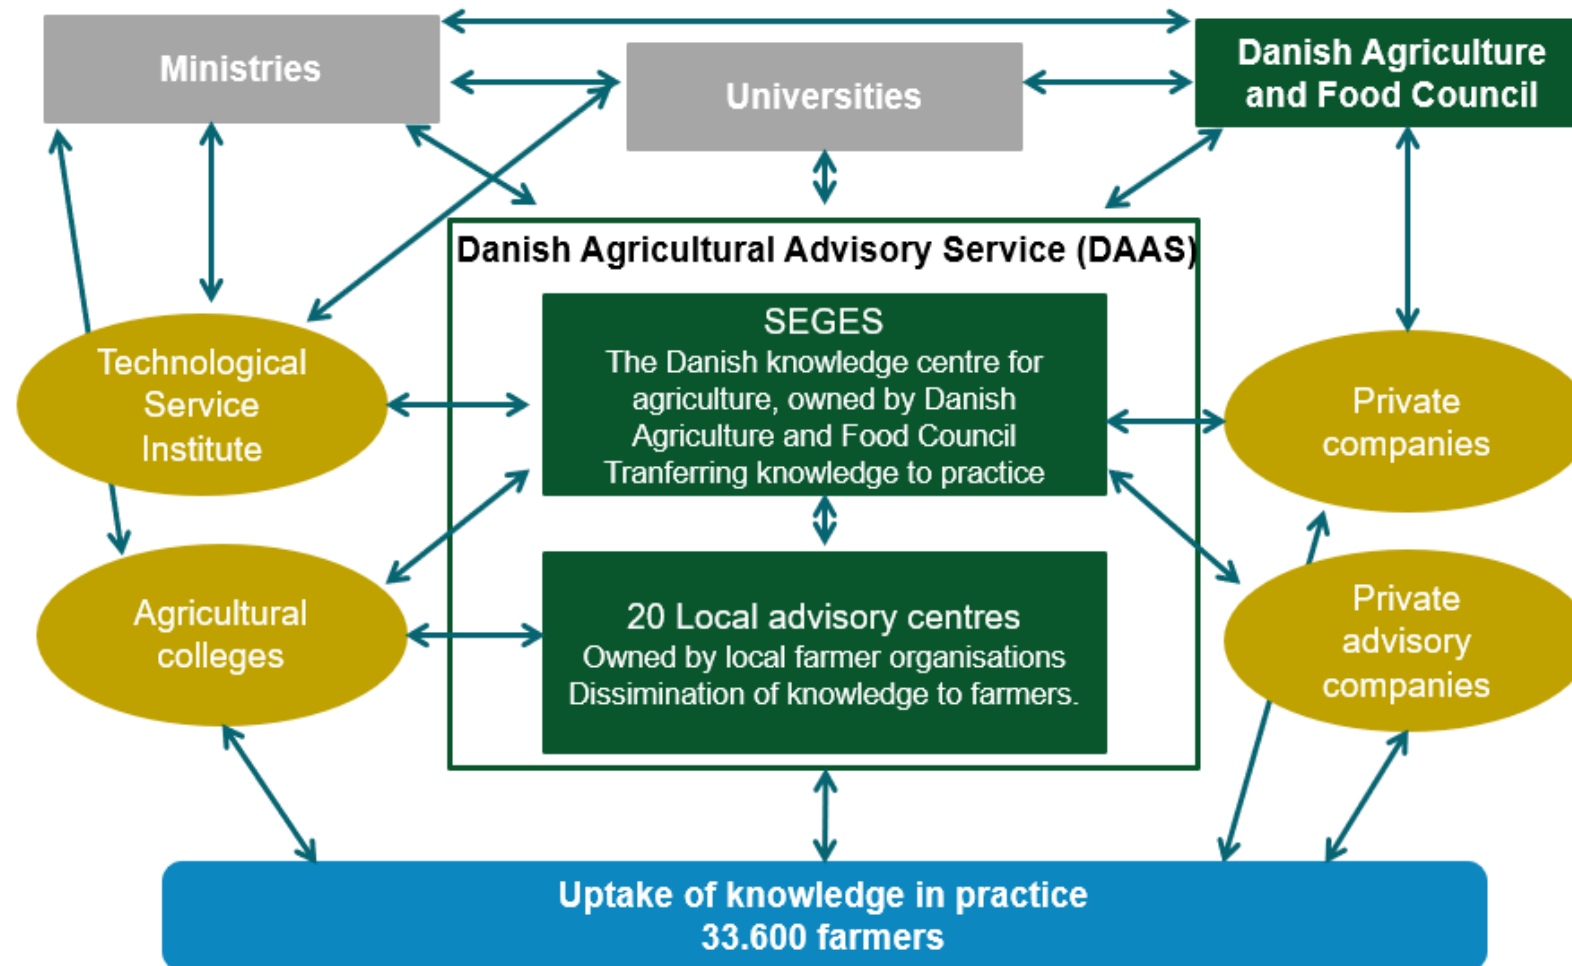 Ministries
Universities
Danish Agriculture
and Food Council
Danish Agricultural Advisory Service (DAAS)
SEGES
The Danish knowledge centre for
agriculture, owned by Danish
Agriculture and Food Council
Tranferring knowledge to practice
Technological
Service
Institute
Private
companies
Agricultural
colleges
20 Local advisory centres
Owned by local farmer organisations
Dissimination of knowledge to farmers.
Private
advisory
companies
Uptake of knowledge in practice
33.600 farmers